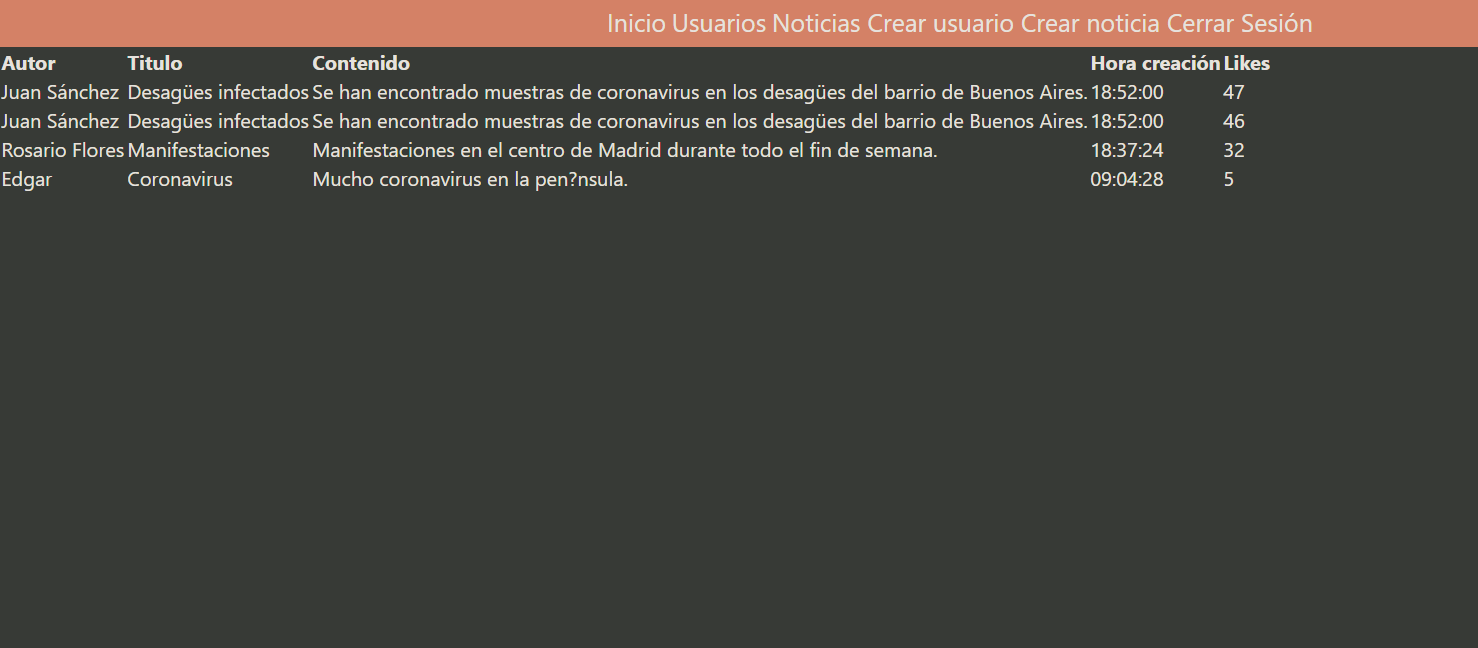 Inicio Usuarios Noticias Crear usuario Crear noticia Cerrar Sesión
Autor Titulo Contenido Hora creación Likes
Juan Sánchez Desagües infectados Se han encontrado muestras de coronavirus en los desagües del barrio de Buenos Aires. 18:52:00 47
Juan Sánchez Desagües infectados Se han encontrado muestras de coronavirus en los desagües del barrio de Buenos Aires. 18:52:00 46
Rosario Flores Manifestaciones Manifestaciones en el centro de Madrid durante todo el fin de semana. 18:37:24 32
Edgar Coronavirus Mucho coronavirus en la pen?nsula. 09:04:28 5